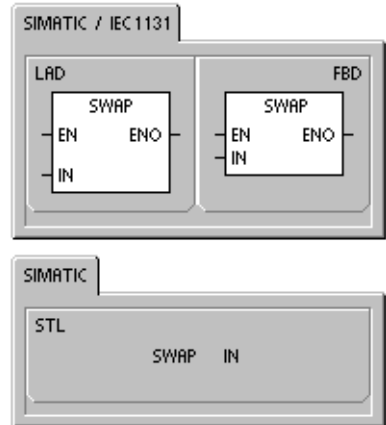 SIMATIC / IEC1131
LAD FBD
SWAP SWAP
EN ENO EN ENO
IN IN
SIMATIC
STL
SWAP IN